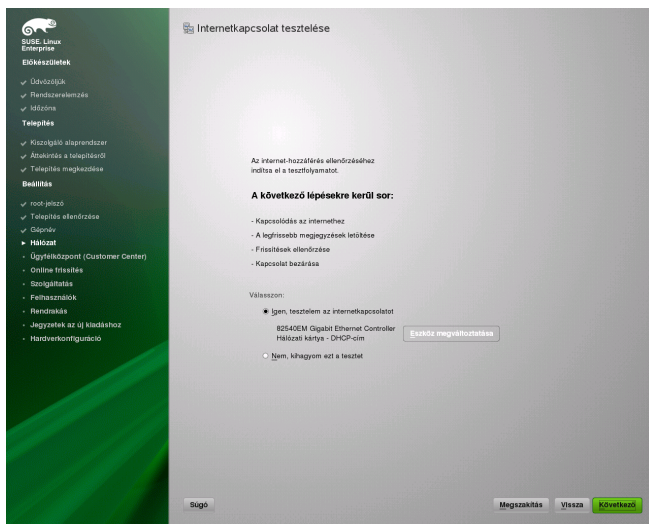 SUSE. Linux
Enterprise
Előkészületek
Üdvözöljük
Rendszerelemzés
Időzóna
Telepítés
Kiszolgáló alaprendszer
Áttekintés a telepítésről
Telepítés megkezdése
Beállítás
root-jelszó
Telepítés ellenőrzése
Gépnév
Hálózat
Ügyfélközpont (Customer Center)
Online frissítés
Szolgáltatás
Felhasználók
Rendrakás
Jegyzetek az új kiadáshoz
Hardverkonfiguráció
Internetkapcsolat tesztelése
Az internet-hozzáférés ellenőrzéséhez
indítsa el a tesztfolyamatot.
A következő lépésekre kerül sor:
- Kapcsolódás az internethez
- A legfrissebb megjegyzések letöltése
- Frissítések ellenőrzése
- Kapcsolat bezárása
Válasszon:
Igen, tesztelem az internetkapcsolatot
82540EM Gigabit Ethernet Controller
Hálózati kártya - DHCP-cím
Eszköz megváltoztatása
Nem, kihagyom ezt a tesztet
Súgó
Megszakítás
Vissza
Következő